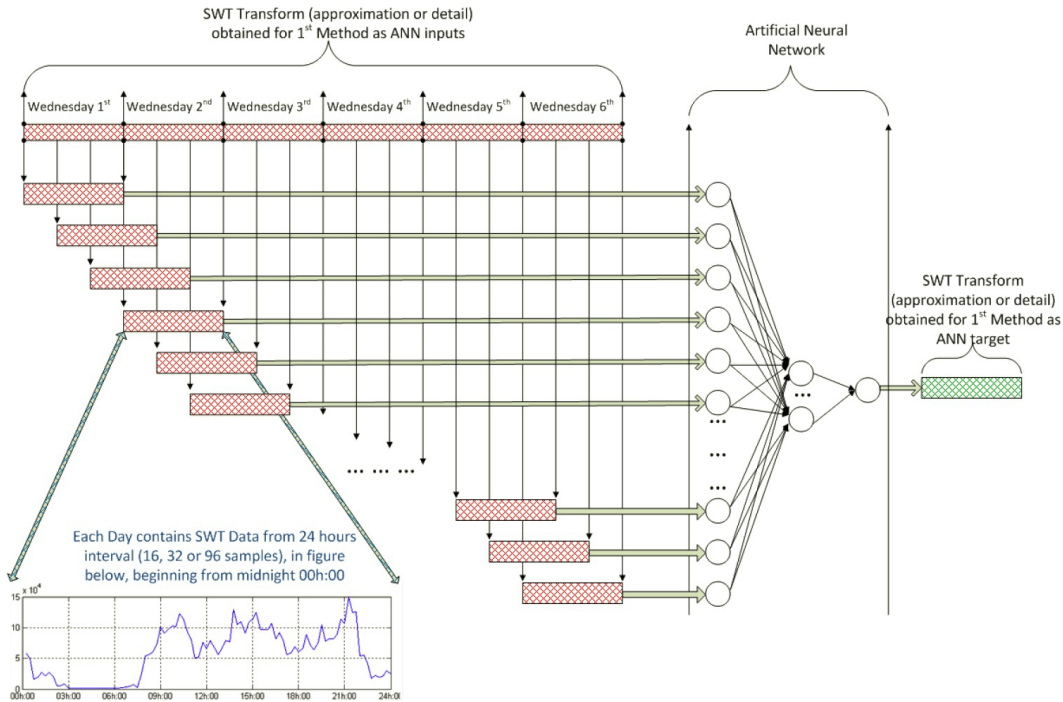 SWT Transform (approximation or detail)
obtained for 1st Method as ANN inputs
Artificial Neural
Network
Wednesday 1st
Wednesday 2nd
Wednesday 3rd
Wednesday 4th
Wednesday 5th
Wednesday 6th
SWT Transform
(approximation or detail)
obtained for 1st Method as
ANN target
...
...
... ... ...
...
...
Each Day contains SWT Data from 24 hours
interval (16, 32 or 96 samples), in figure
below, beginning from midnight 00h:00
x 10^4
15
10
5
0
00h:00 03h:00 06h:00 09h:00 12h:00 15h:00 18h:00 21h:00 24h:00